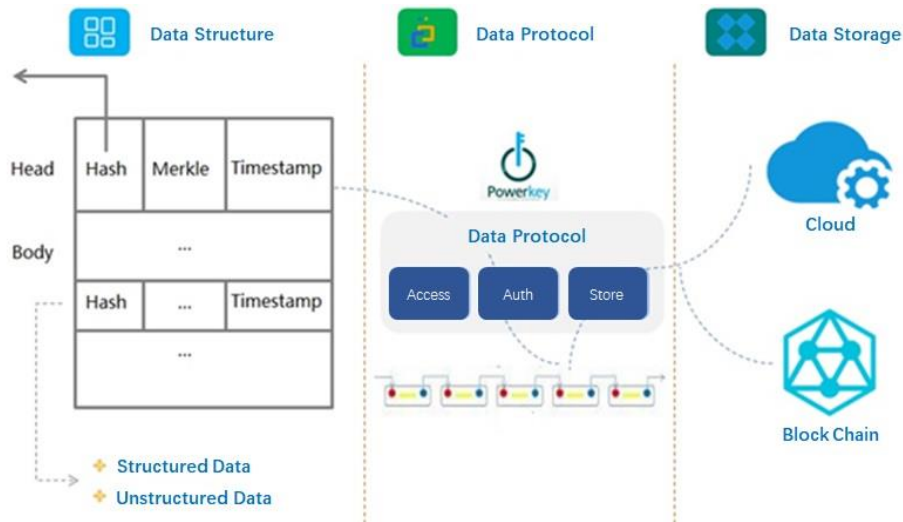 Data Structure
Data Protocol
Data Storage
Head
Hash
Merkle
Timestamp
Body
...
Hash
...
Timestamp
...
Structured Data
Unstructured Data
Powerkey
Data Protocol
Access
Auth
Store
Cloud
Block Chain